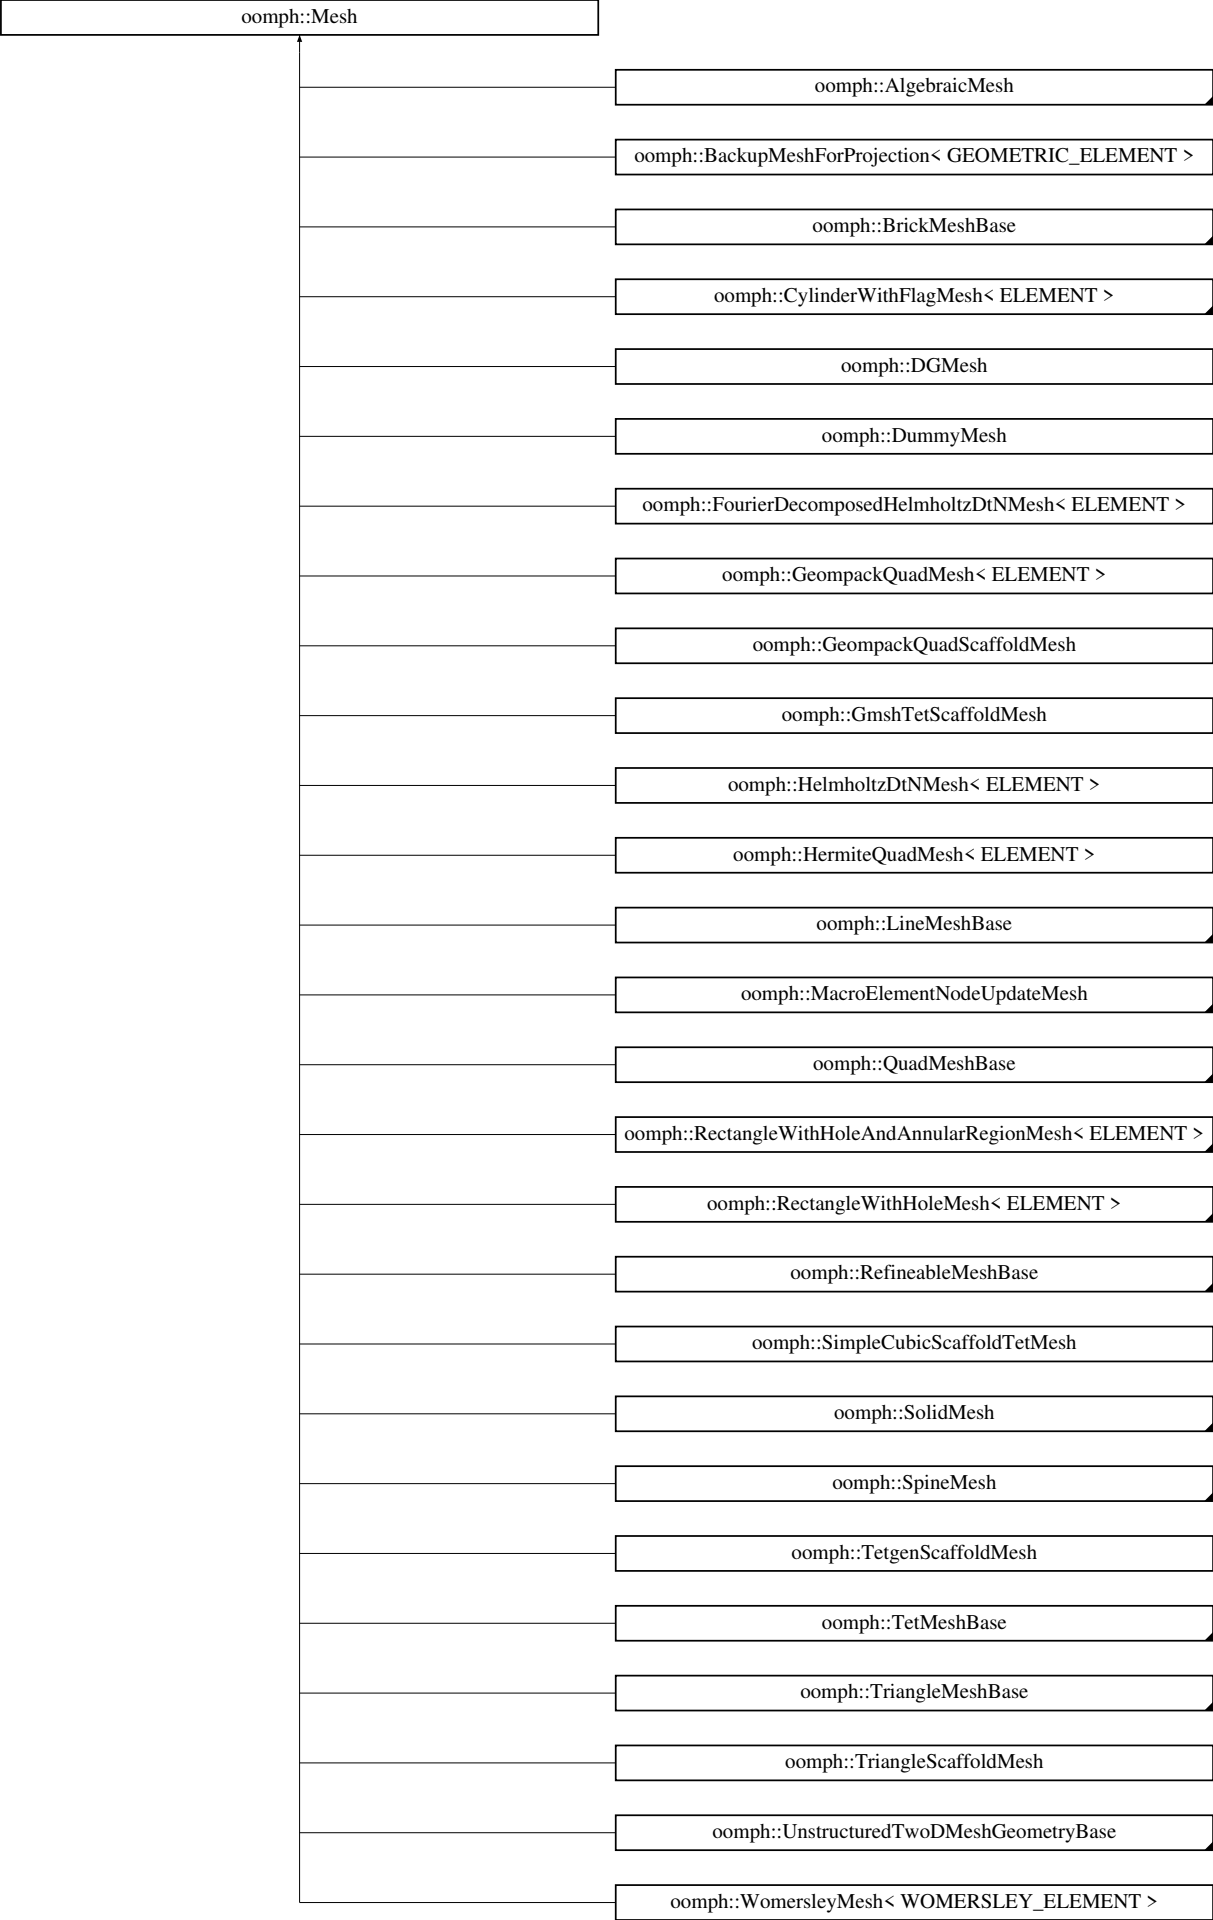 oomph::Mesh
oomph::AlgebraicMesh
oomph::BackupMeshForProjection< GEOMETRIC_ELEMENT >
oomph::BrickMeshBase
oomph::CylinderWithFlagMesh< ELEMENT >
oomph::DGMesh
oomph::DummyMesh
oomph::FourierDecomposedHelmholtzDtNMesh< ELEMENT >
oomph::GeompackQuadMesh< ELEMENT >
oomph::GeompackQuadScaffoldMesh
oomph::GmshTetScaffoldMesh
oomph::HelmholtzDtNMesh< ELEMENT >
oomph::HermiteQuadMesh< ELEMENT >
oomph::LineMeshBase
oomph::MacroElementNodeUpdateMesh
oomph::QuadMeshBase
oomph::RectangleWithHoleAndAnnularRegionMesh< ELEMENT >
oomph::RectangleWithHoleMesh< ELEMENT >
oomph::RefineableMeshBase
oomph::SimpleCubicScaffoldTetMesh
oomph::SolidMesh
oomph::SpineMesh
oomph::TetgenScaffoldMesh
oomph::TetMeshBase
oomph::TriangleMeshBase
oomph::TriangleScaffoldMesh
oomph::UnstructuredTwoDMeshGeometryBase
oomph::WomersleyMesh< WOMERSLEY_ELEMENT >